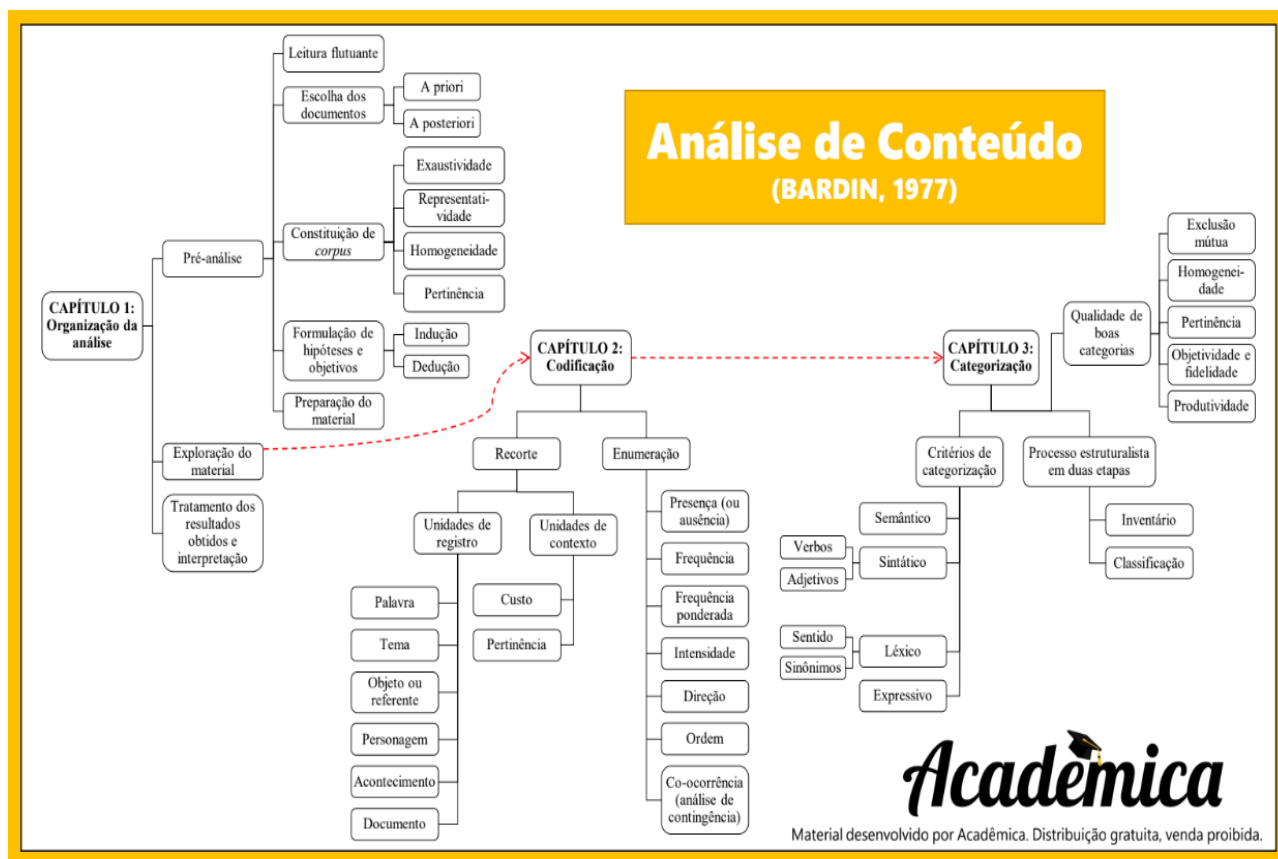 Análise de Conteúdo
(BARDIN, 1977)
CAPÍTULO 1:
Organização da
análise
Pré-análise
Leitura flutuante
Escolha dos
documentos
A priori
A posteriori
Constituição de
corpus
Exaustividade
Representati-
vidade
Homogeneidade
Pertinência
Formulação de
hipóteses e
objetivos
Indução
Dedução
Preparação do
material
Exploração do
material
Tratamento dos
resultados
obtidos e
interpretação
CAPÍTULO 2:
Codificação
Recorte
Unidades de
registro
Palavra
Tema
Objeto ou
referente
Personagem
Acontecimento
Documento
Unidades de
contexto
Custo
Pertinência
Enumeração
Presença (ou
ausência)
Frequência
Frequência
ponderada
Intensidade
Direção
Ordem
Co-ocorrência
(análise de
contingência)
CAPÍTULO 3:
Categorização
Critérios de
categorização
Semântico
Sintático
Verbos
Adjetivos
Léxico
Sentido
Sinônimos
Expressivo
Processo estruturalista
em duas etapas
Inventário
Classificação
Qualidade de
boas
categorias
Exclusão
mútua
Homogenei-
dade
Pertinência
Objetividade e
fidelidade
Produtividade
Acadêmica
Material desenvolvido por Acadêmica. Distribuição gratuita, venda proibida.